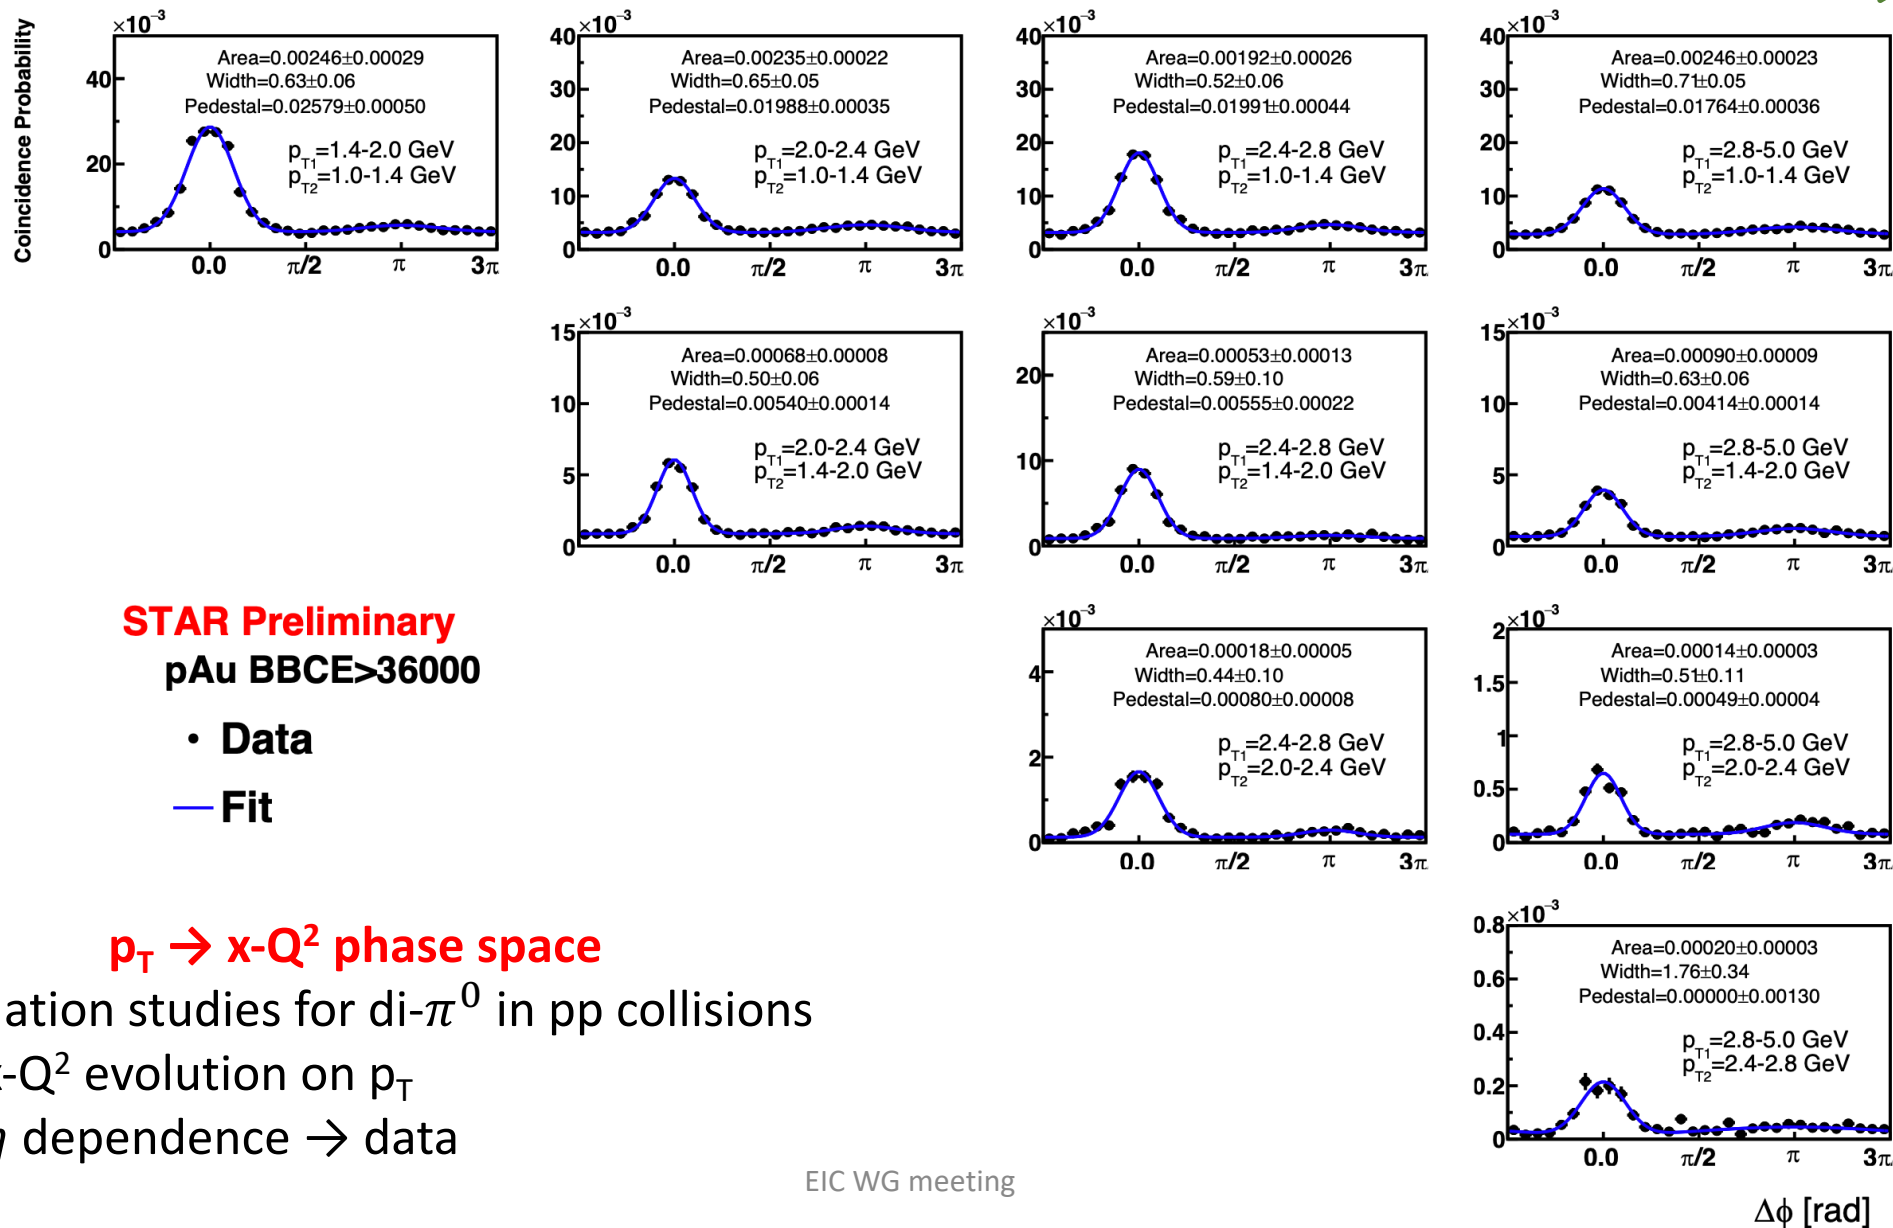 Coincidence Probability
×10⁻³
40
20
0
Area=0.00246±0.00029
Width=0.63±0.06
Pedestal=0.02579±0.00050
pT1=1.4-2.0 GeV
pT2=1.0-1.4 GeV
0.0 π/2 π 3π
×10⁻³
40
30
20
10
0
Area=0.00235±0.00022
Width=0.65±0.05
Pedestal=0.01988±0.00035
pT1=2.0-2.4 GeV
pT2=1.0-1.4 GeV
0.0 π/2 π 3π
×10⁻³
40
30
20
10
0
Area=0.00192±0.00026
Width=0.52±0.06
Pedestal=0.01991±0.00044
pT1=2.4-2.8 GeV
pT2=1.0-1.4 GeV
0.0 π/2 π 3π
×10⁻³
40
30
20
10
0
Area=0.00246±0.00023
Width=0.71±0.05
Pedestal=0.01764±0.00036
pT1=2.8-5.0 GeV
pT2=1.0-1.4 GeV
0.0 π/2 π 3π
×10⁻³
15
10
5
0
Area=0.00068±0.00008
Width=0.50±0.06
Pedestal=0.00540±0.00014
pT1=2.0-2.4 GeV
pT2=1.4-2.0 GeV
0.0 π/2 π 3π
×10⁻³
20
10
0
Area=0.00053±0.00013
Width=0.59±0.10
Pedestal=0.00555±0.00022
pT1=2.4-2.8 GeV
pT2=1.4-2.0 GeV
0.0 π/2 π 3π
×10⁻³
15
10
5
0
Area=0.00090±0.00009
Width=0.63±0.06
Pedestal=0.00414±0.00014
pT1=2.8-5.0 GeV
pT2=1.4-2.0 GeV
0.0 π/2 π 3π
STAR Preliminary
pAu BBCE>36000
• Data
— Fit
×10⁻³
4
2
0
Area=0.00018±0.00005
Width=0.44±0.10
Pedestal=0.00080±0.00008
pT1=2.4-2.8 GeV
pT2=2.0-2.4 GeV
0.0 π/2 π 3π
×10⁻³
2
1.5
1
0.5
0
Area=0.00014±0.00003
Width=0.51±0.11
Pedestal=0.00049±0.00004
pT1=2.8-5.0 GeV
pT2=2.0-2.4 GeV
0.0 π/2 π 3π
×10⁻³
0.8
0.6
0.4
0.2
0
Area=0.00020±0.00003
Width=1.76±0.34
Pedestal=0.00000±0.00130
pT1=2.8-5.0 GeV
pT2=2.4-2.8 GeV
0.0 π/2 π 3π
Δϕ [rad]
pT → x-Q² phase space
ation studies for di-π⁰ in pp collisions
x-Q² evolution on pT
η dependence → data
EIC WG meeting